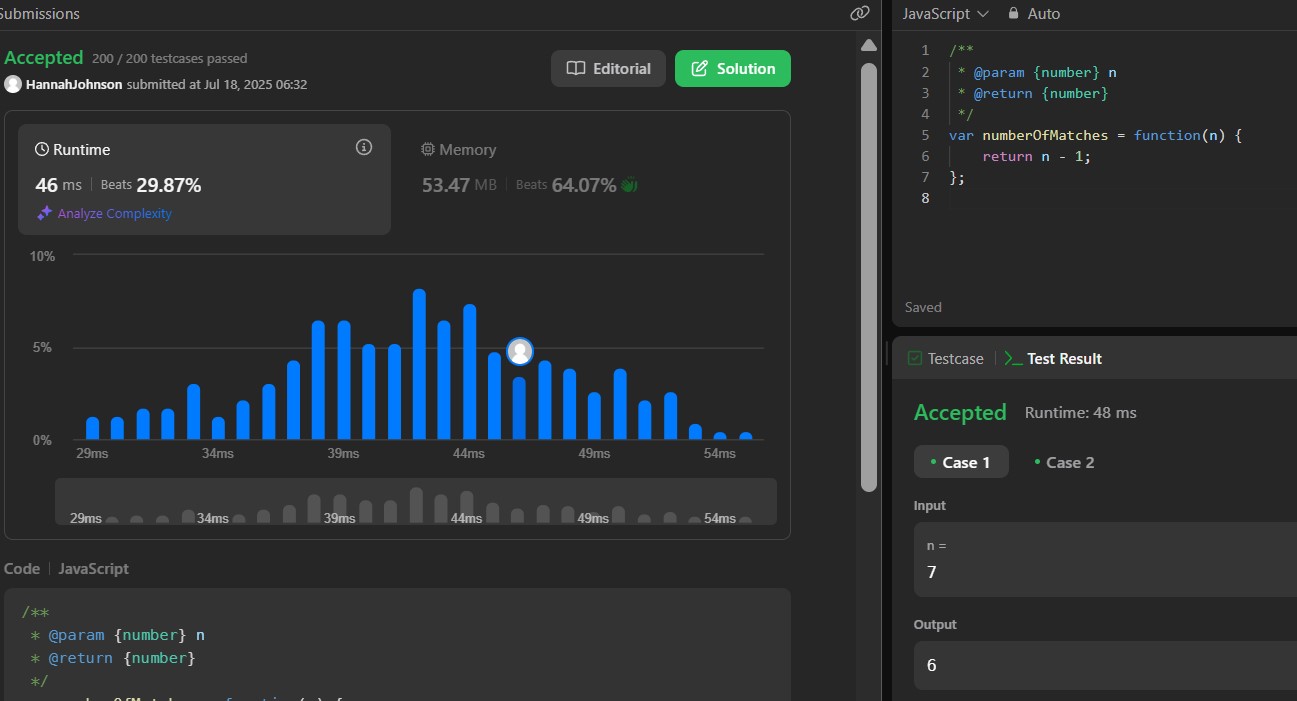 Submissions
Accepted 200 / 200 testcases passed
HannahJohnson submitted at Jul 18, 2025 06:32
Editorial
Solution
Runtime
46 ms Beats 29.87%
Analyze Complexity
Memory
53.47 MB Beats 64.07%
10%
5%
0%
29ms 34ms 39ms 44ms 49ms 54ms
29ms 34ms 39ms 44ms 49ms 54ms
Code JavaScript
/**
* @param {number} n
* @return {number}
*/
JavaScript Auto
1 /**
2 * @param {number} n
3 * @return {number}
4 */
5 var numberOfMatches = function(n) {
6 return n - 1;
7 };
8
Saved
Testcase >_ Test Result
Accepted Runtime: 48 ms
• Case 1 • Case 2
Input
n =
7
Output
6